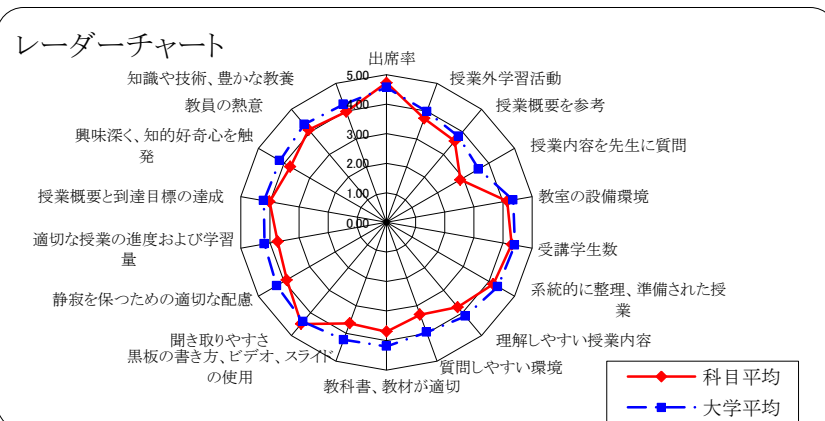 レーダーチャート
出席率
授業外学習活動
授業概要を参考
授業内容を先生に質問
教室の設備環境
受講学生数
系統的に整理、準備された授
業
理解しやすい授業内容
質問しやすい環境
教科書、教材が適切
黒板の書き方、ビデオ、スライド
の使用
聞き取りやすさ
静寂を保つための適切な配慮
適切な授業の進度および学習
量
授業概要と到達目標の達成
興味深く、知的好奇心を触
発
教員の熱意
知識や技術、豊かな教養
5.00
4.00
3.00
2.00
1.00
0.00
科目平均
大学平均